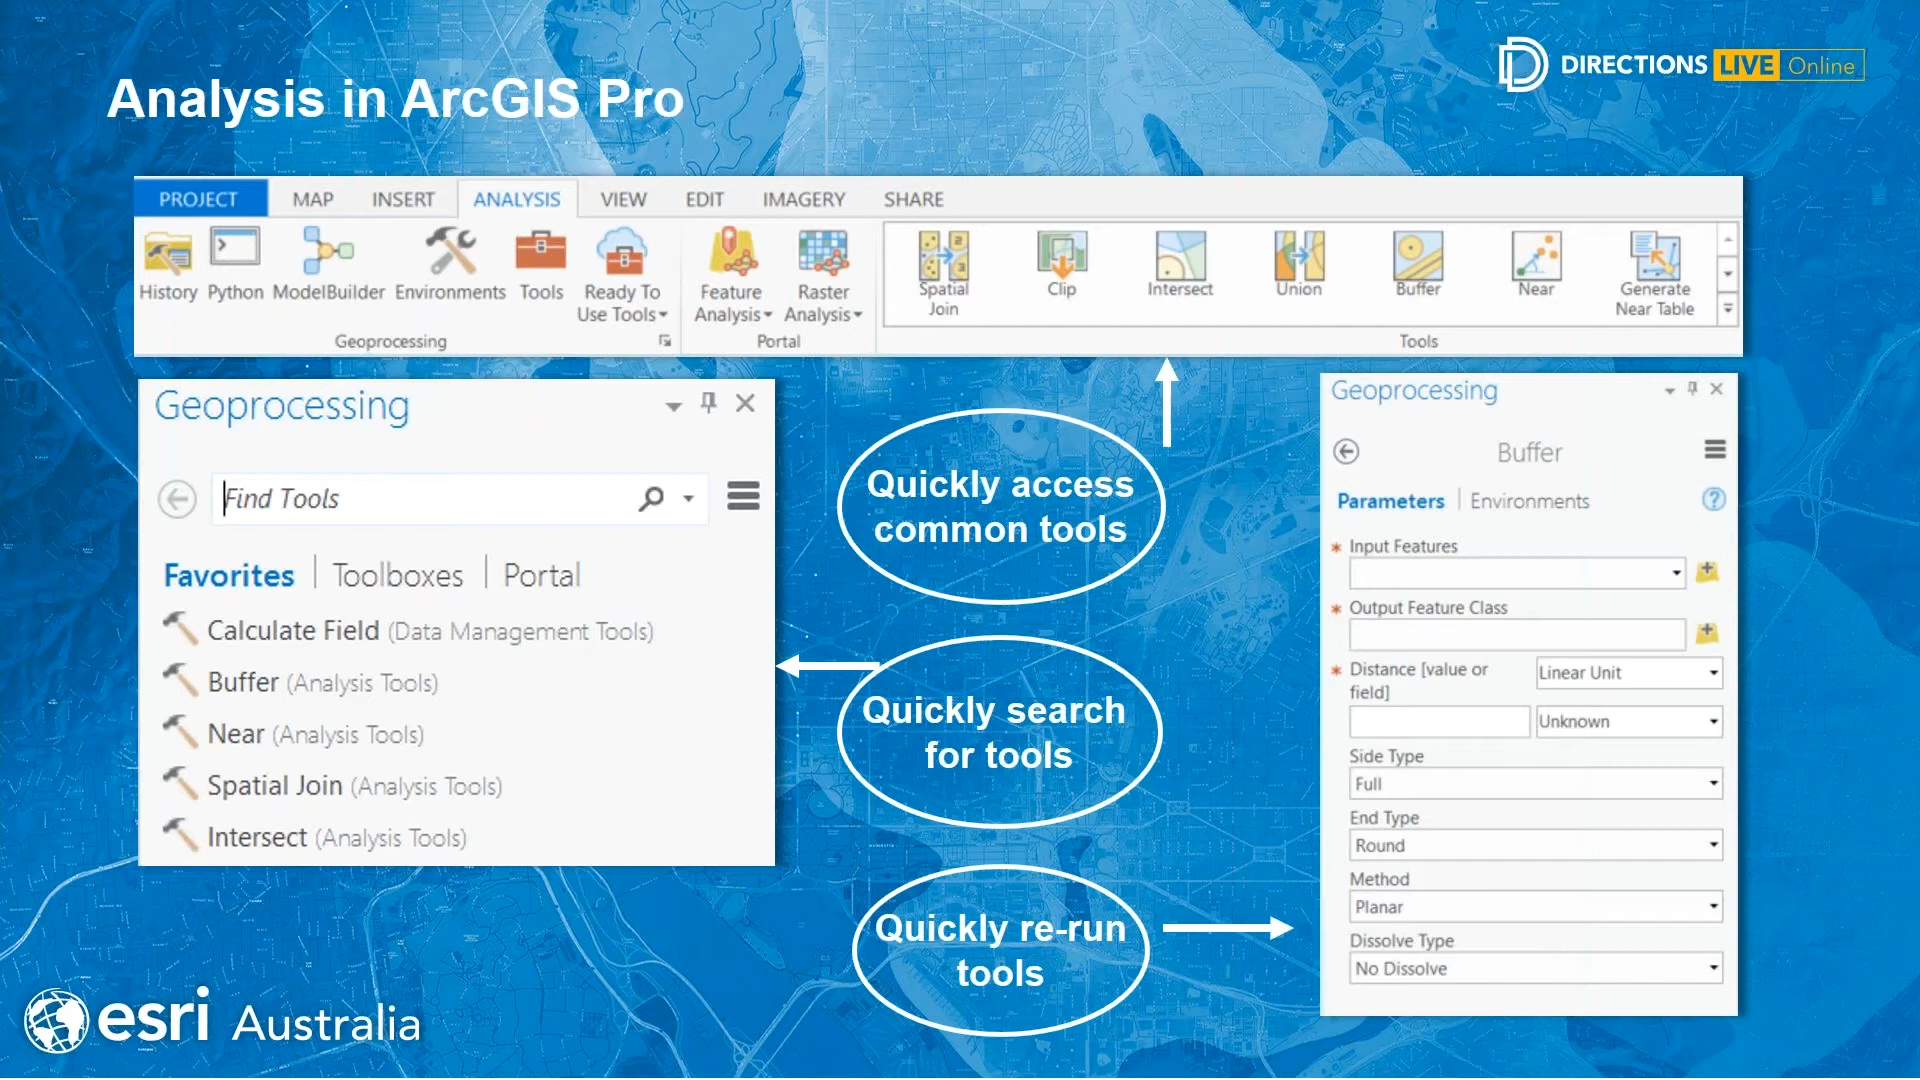 Analysis in ArcGIS Pro
DIRECTIONS LIVE Online
PROJECT MAP INSERT ANALYSIS VIEW EDIT IMAGERY SHARE
History Python ModelBuilder Environments Tools Ready To Use Tools
Feature Analysis Raster Analysis
Spatial Join Clip Intersect Union Buffer Near Generate Near Table
Geoprocessing Portal Tools
Geoprocessing
Find Tools
Favorites Toolboxes Portal
Calculate Field (Data Management Tools)
Buffer (Analysis Tools)
Near (Analysis Tools)
Spatial Join (Analysis Tools)
Intersect (Analysis Tools)
Quickly access
common tools
Quickly search
for tools
Quickly re-run
tools
Geoprocessing
Buffer
Parameters Environments
* Input Features
* Output Feature Class
* Distance [value or
field]
Linear Unit
Unknown
Side Type
Full
End Type
Round
Method
Planar
Dissolve Type
No Dissolve
esri Australia